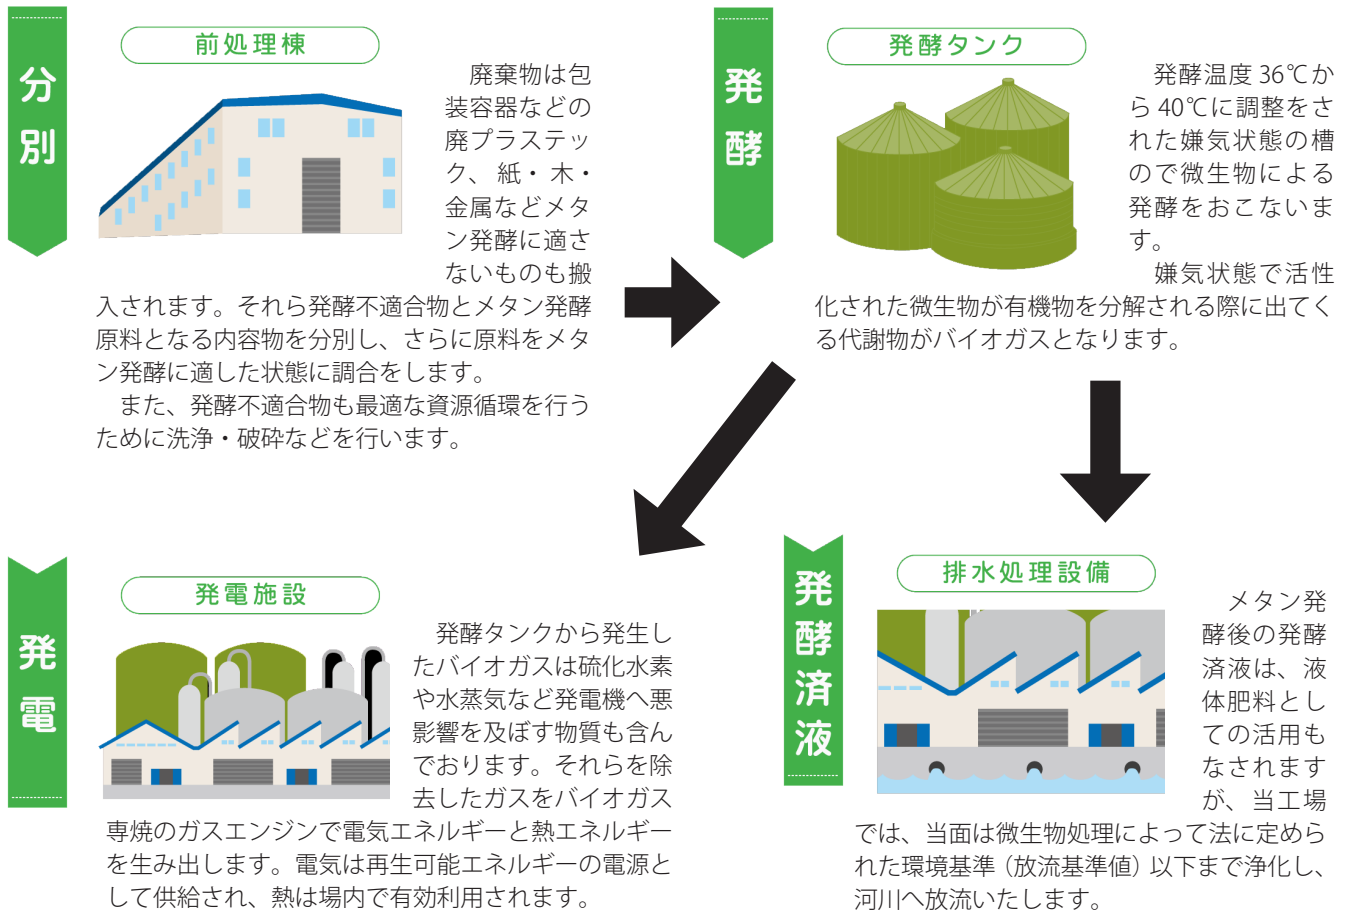 分別
前処理棟
廃棄物は包
装容器などの
廃プラステッ
ク、紙・木・
金属などメタ
ン発酵に適さ
ないものも搬
入されます。それら発酵不適合物とメタン発酵
原料となる内容物を分別し、さらに原料をメタ
ン発酵に適した状態に調合をします。
また、発酵不適合物も最適な資源循環を行う
ために洗浄・破砕などを行います。
発酵
発酵タンク
発酵温度 36℃か
ら 40℃に調整をさ
れた嫌気状態の槽
ので微生物による
発酵をおこないま
す。
嫌気状態で活性
化された微生物が有機物を分解される際に出てく
る代謝物がバイオガスとなります。
発電
発電施設
発酵タンクから発生し
たバイオガスは硫化水素
や水蒸気など発電機へ悪
影響を及ぼす物質も含ん
でおります。それらを除
去したガスをバイオガス
専焼のガスエンジンで電気エネルギーと熱エネルギー
を生み出します。電気は再生可能エネルギーの電源と
して供給され、熱は場内で有効利用されます。
発酵済液
排水処理設備
メタン発
酵後の発酵
済液は、液
体肥料とし
ての活用も
なされます
が、当工場
では、当面は微生物処理によって法に定めら
れた環境基準（放流基準値）以下まで浄化し、
河川へ放流いたします。